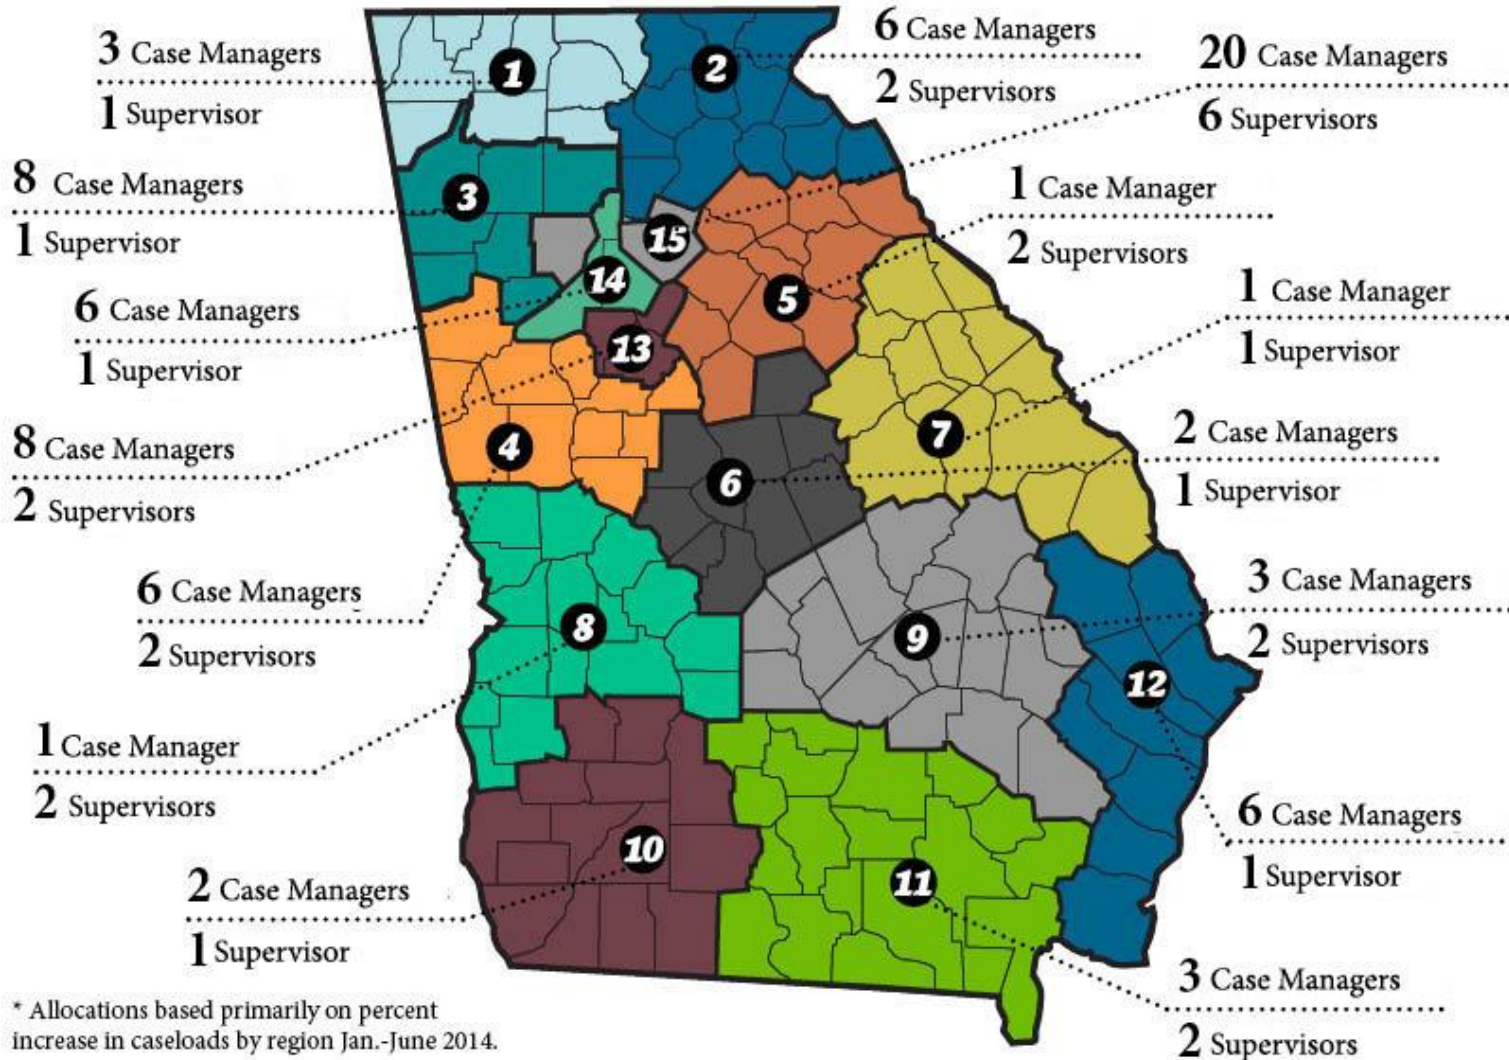 3 Case Managers
1 Supervisor
8 Case Managers
1 Supervisor
6 Case Managers
1 Supervisor
8 Case Managers
2 Supervisors
6 Case Managers
2 Supervisors
1 Case Manager
2 Supervisors
2 Case Managers
1 Supervisor
* Allocations based primarily on percent
increase in caseloads by region Jan.-June 2014.
1
2
3
15
14
5
13
4
7
6
8
9
12
10
11
6 Case Managers
2 Supervisors
20 Case Managers
6 Supervisors
1 Case Manager
2 Supervisors
1 Case Manager
1 Supervisor
2 Case Managers
1 Supervisor
3 Case Managers
2 Supervisors
6 Case Managers
1 Supervisor
3 Case Managers
2 Supervisors